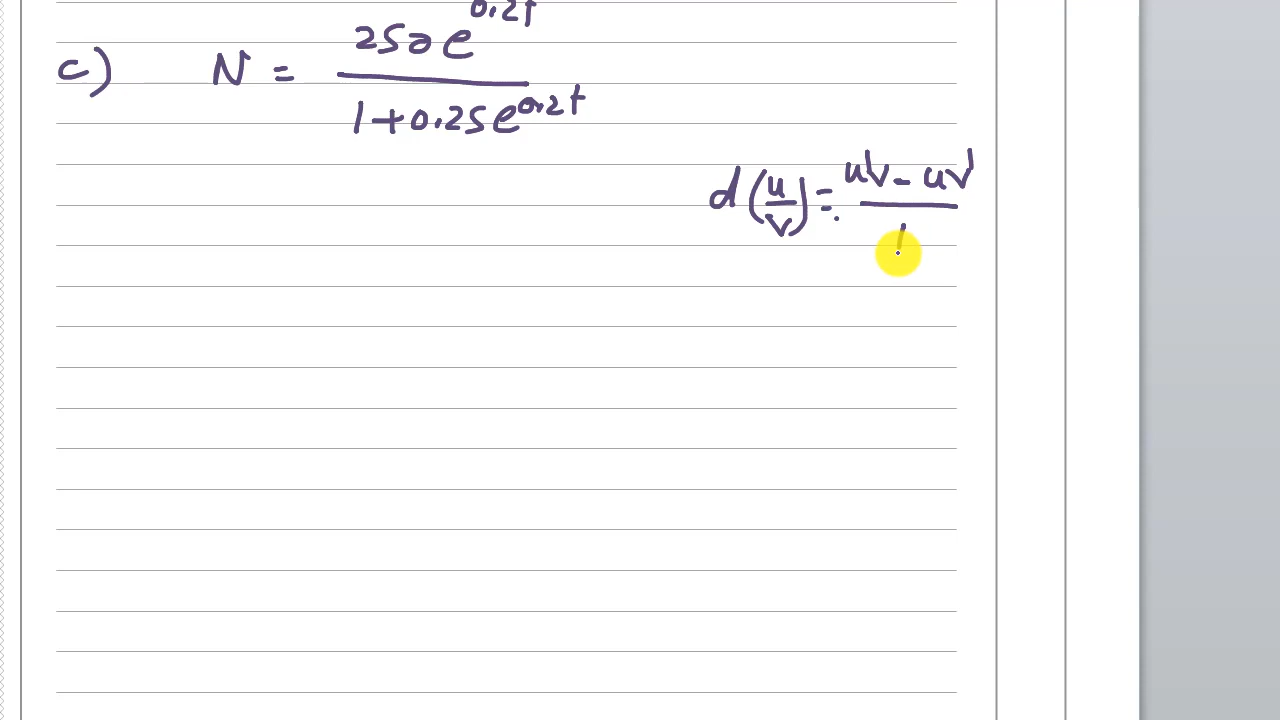 c) N = 250e^0.2t / 1+0.25e^0.2t
d(u/v) = u'v - uv' /